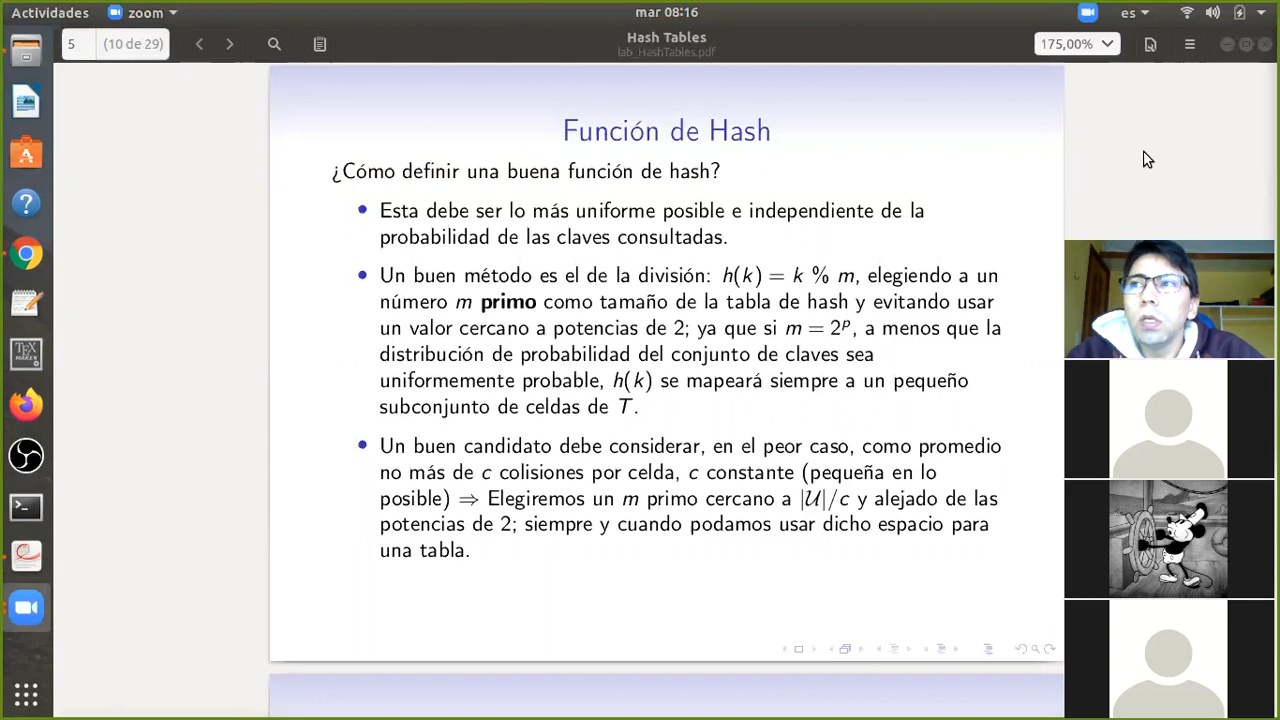 Actividades
zoom
mar 08:16
es
5
(10 de 29)
Hash Tables
lab_HashTables.pdf
175,00%
Función de Hash
¿Cómo definir una buena función de hash?
Esta debe ser lo más uniforme posible e independiente de la
probabilidad de las claves consultadas.
Un buen método es el de la división: h(k) = k % m, elegiendo a un
número m primo como tamaño de la tabla de hash y evitando usar
un valor cercano a potencias de 2; ya que si m = 2^p, a menos que la
distribución de probabilidad del conjunto de claves sea
uniformemente probable, h(k) se mapeará siempre a un pequeño
subconjunto de celdas de T.
Un buen candidato debe considerar, en el peor caso, como promedio
no más de c colisiones por celda, c constante (pequeña en lo
posible) ⇒ Elegiremos un m primo cercano a |U|/c y alejado de las
potencias de 2; siempre y cuando podamos usar dicho espacio para
una tabla.